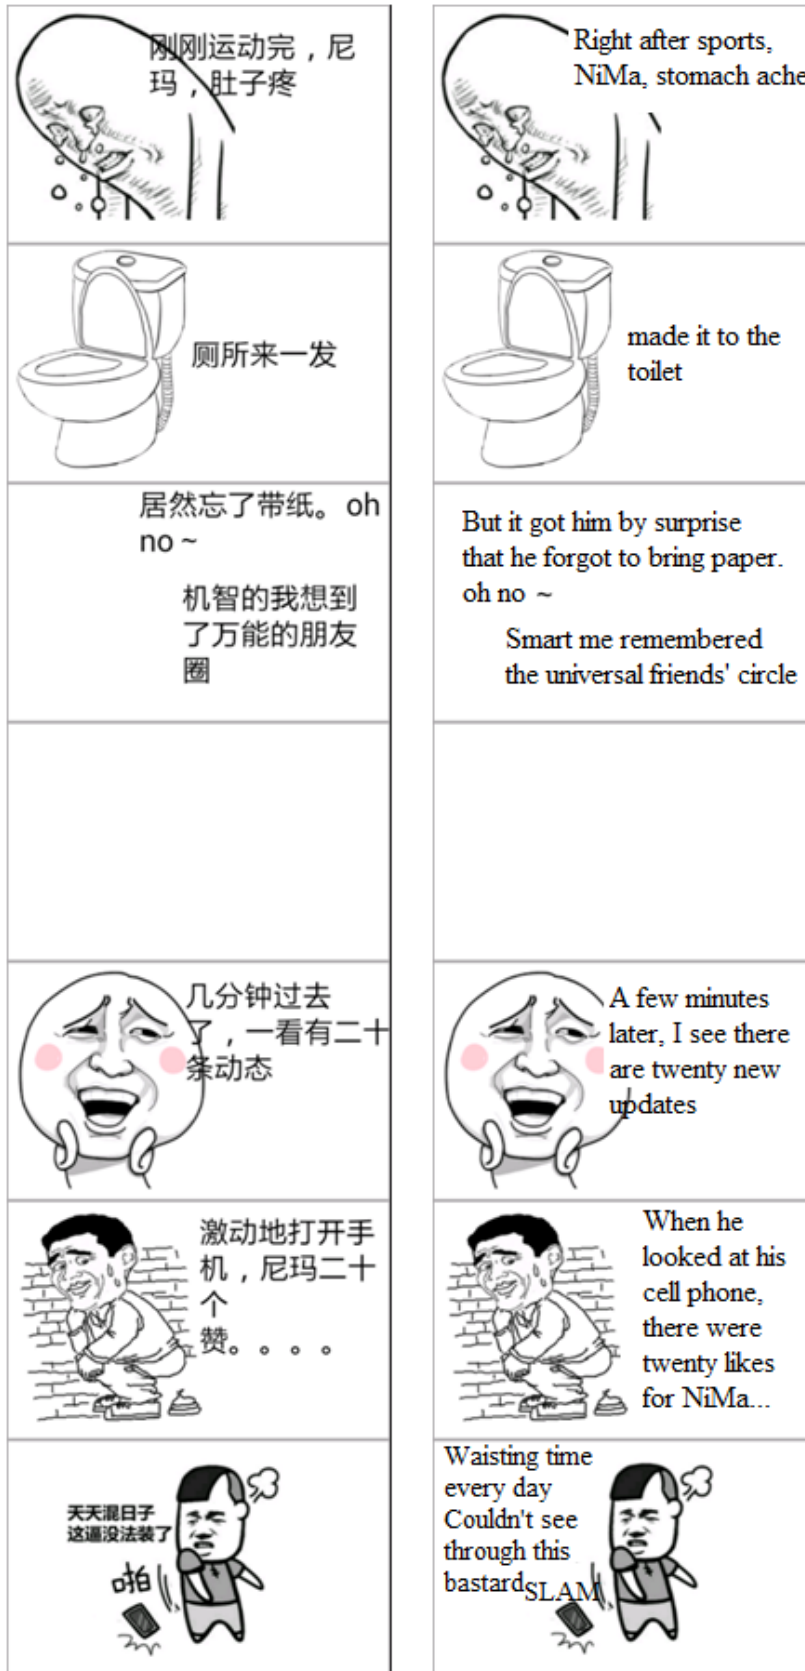 刚刚运动完，尼
玛，肚子疼
Right after sports,
NiMa, stomach ache
厕所来一发
made it to the
toilet
居然忘了带纸。oh
no ~
机智的我想到
了万能的朋友
圈
But it got him by surprise
that he forgot to bring paper.
oh no ~
Smart me remembered
the universal friends' circle
几分钟过去
了，一看有二十
条动态
A few minutes
later, I see there
are twenty new
updates
激动地打开手
机，尼玛二十
个
赞。。。。
When he
looked at his
cell phone,
there were
twenty likes
for NiMa...
天天混日子
这逼没法装了
啪
Waisting time
every day
Couldn't see
through this
bastard
SLAM